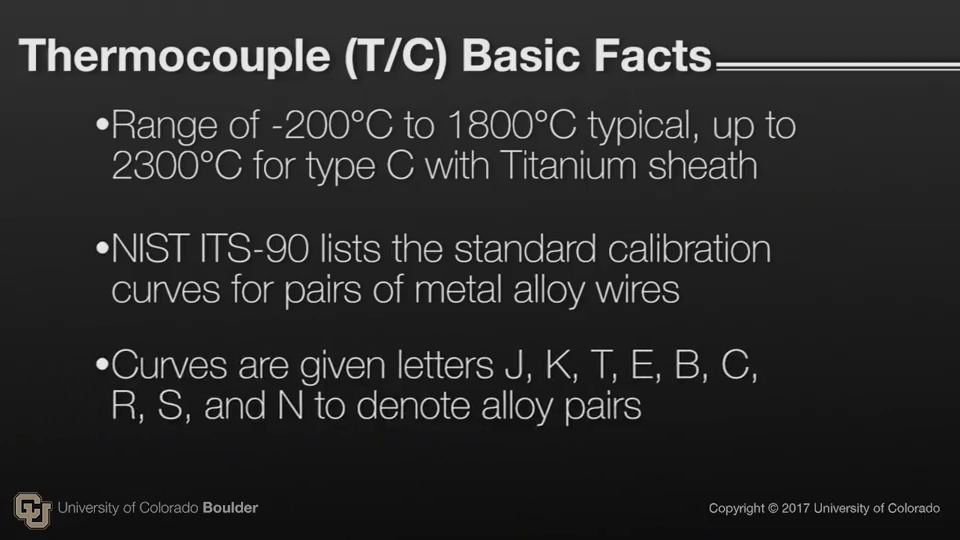 Thermocouple (T/C) Basic Facts
•Range of -200°C to 1800°C typical, up to
2300°C for type C with Titanium sheath
•NIST ITS-90 lists the standard calibration
curves for pairs of metal alloy wires
•Curves are given letters J, K, T, E, B, C,
R, S, and N to denote alloy pairs
CU University of Colorado Boulder
Copyright © 2017 University of Colorado